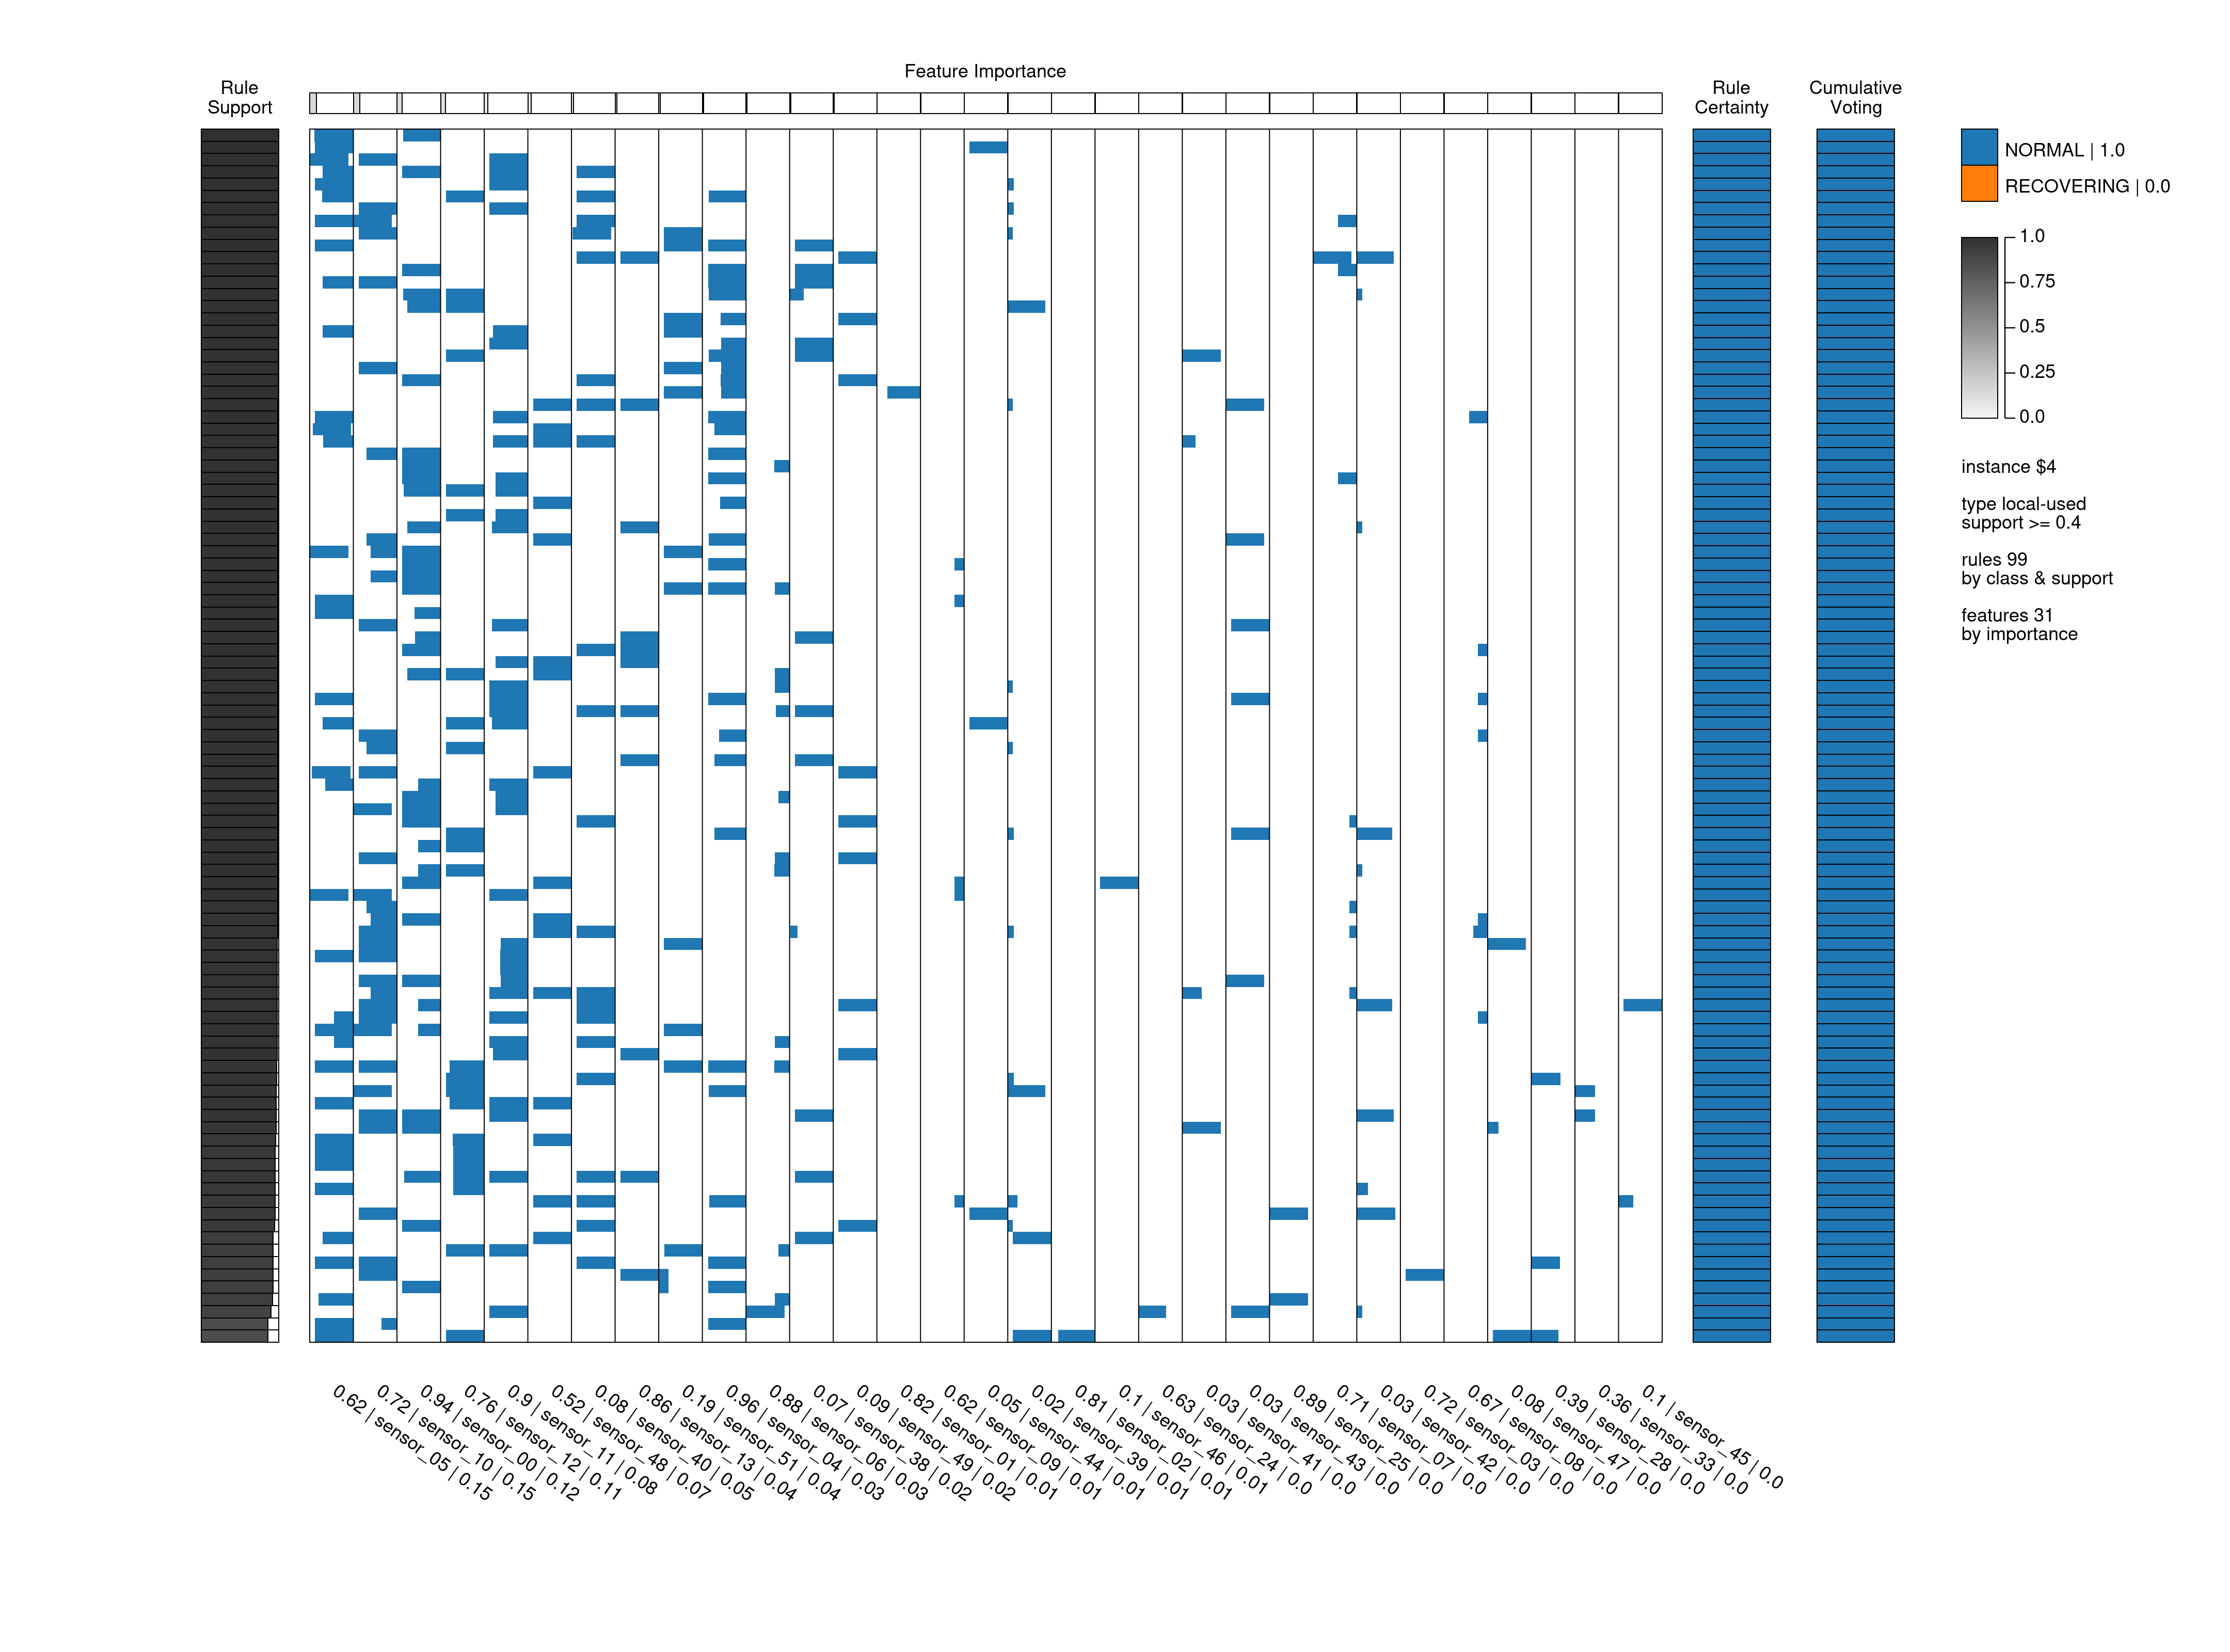 Feature Importance
Rule
Support
Rule
Certainty
Cumulative
Voting
NORMAL | 1.0
RECOVERING | 0.0
1.0
0.75
0.5
0.25
0.0
instance $4
type local-used
support >= 0.4
rules 99
by class & support
features 31
by importance
0.62 | sensor_05 | 0.15
0.72 | sensor_10 | 0.15
0.94 | sensor_00 | 0.12
0.76 | sensor_12 | 0.11
0.9 | sensor_11 | 0.08
0.52 | sensor_48 | 0.07
0.08 | sensor_40 | 0.05
0.86 | sensor_13 | 0.04
0.19 | sensor_51 | 0.04
0.96 | sensor_04 | 0.03
0.88 | sensor_06 | 0.03
0.07 | sensor_38 | 0.02
0.09 | sensor_49 | 0.02
0.82 | sensor_01 | 0.01
0.62 | sensor_09 | 0.01
0.05 | sensor_44 | 0.01
0.02 | sensor_39 | 0.01
0.81 | sensor_02 | 0.01
0.1 | sensor_46 | 0.01
0.63 | sensor_24 | 0.0
0.03 | sensor_41 | 0.0
0.03 | sensor_43 | 0.0
0.89 | sensor_25 | 0.0
0.71 | sensor_07 | 0.0
0.03 | sensor_42 | 0.0
0.72 | sensor_03 | 0.0
0.67 | sensor_08 | 0.0
0.08 | sensor_47 | 0.0
0.39 | sensor_28 | 0.0
0.36 | sensor_33 | 0.0
0.1 | sensor_45 | 0.0